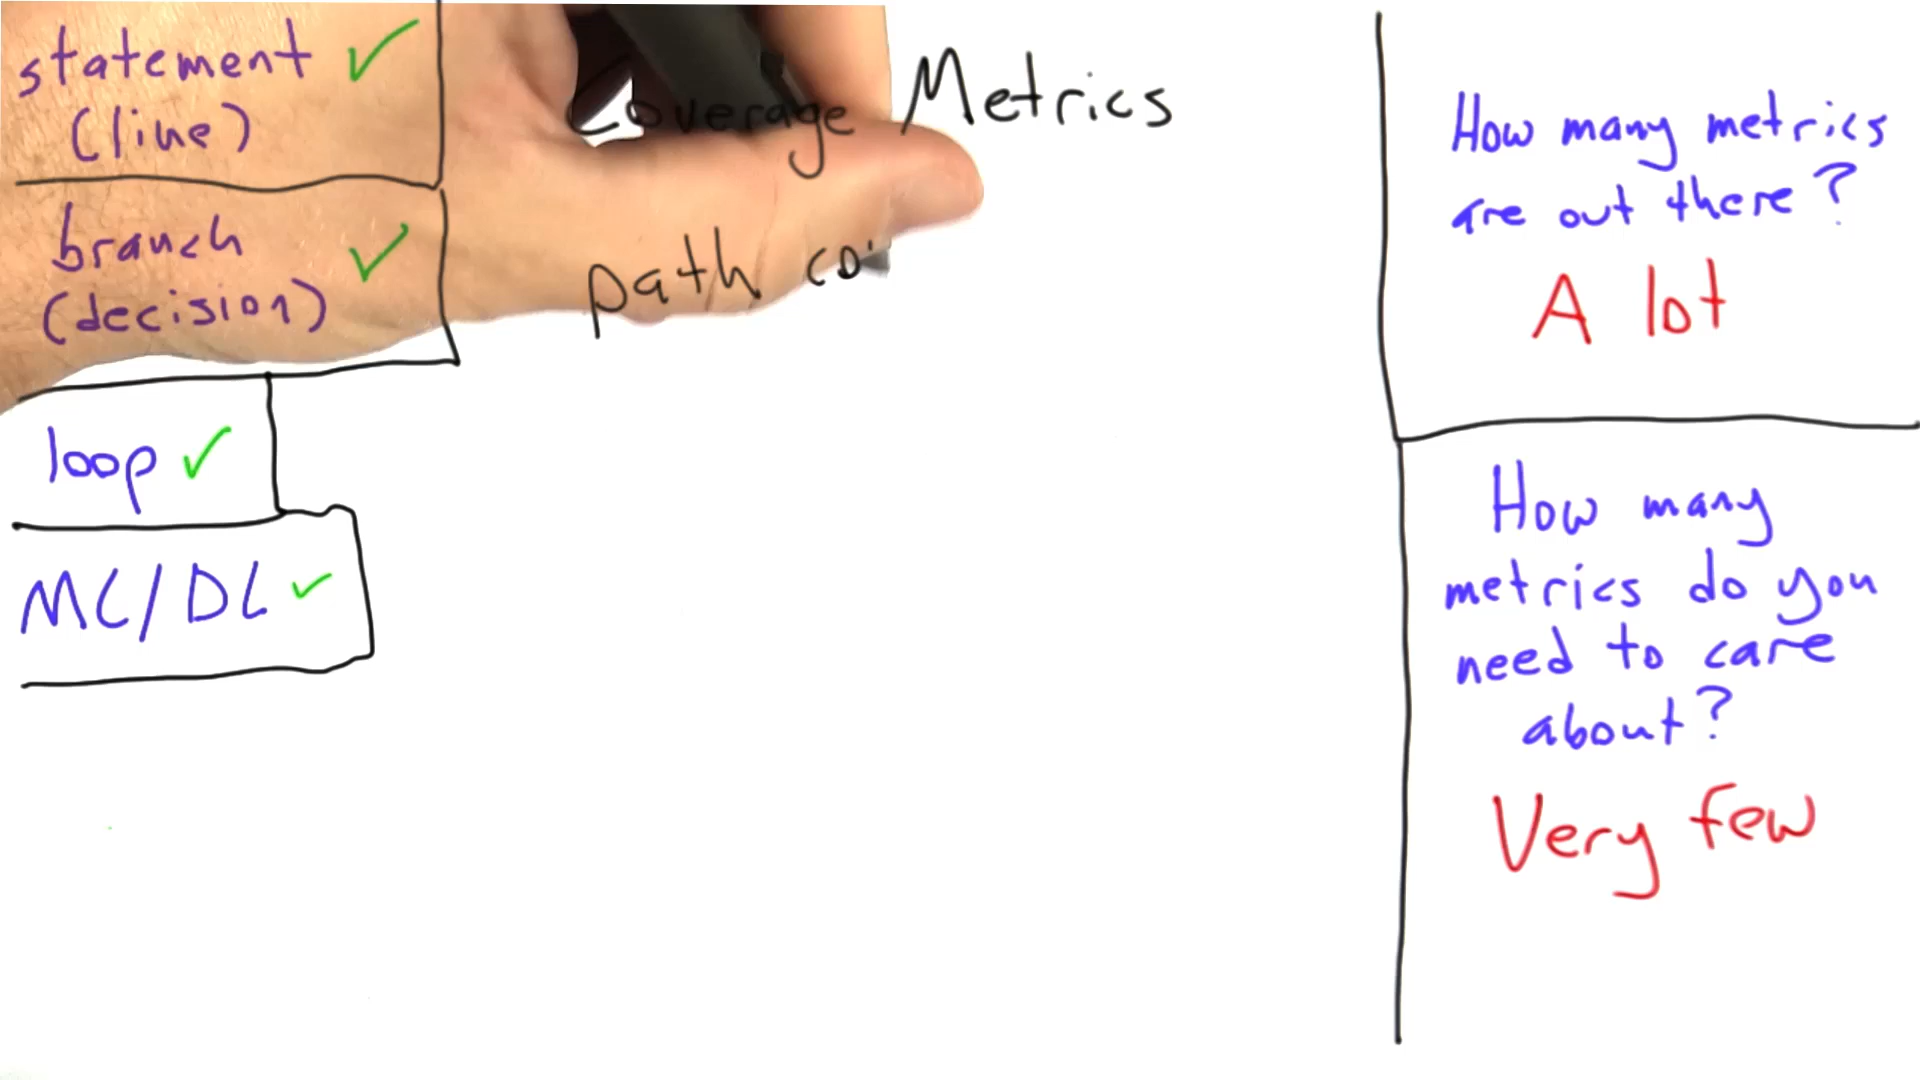 statement ✓
(line)
branch ✓
(decision)
loop ✓
MC/DC ✓
Coverage Metrics
path co
How many metrics
are out there?
A lot
How many
metrics do you
need to care
about?
Very few